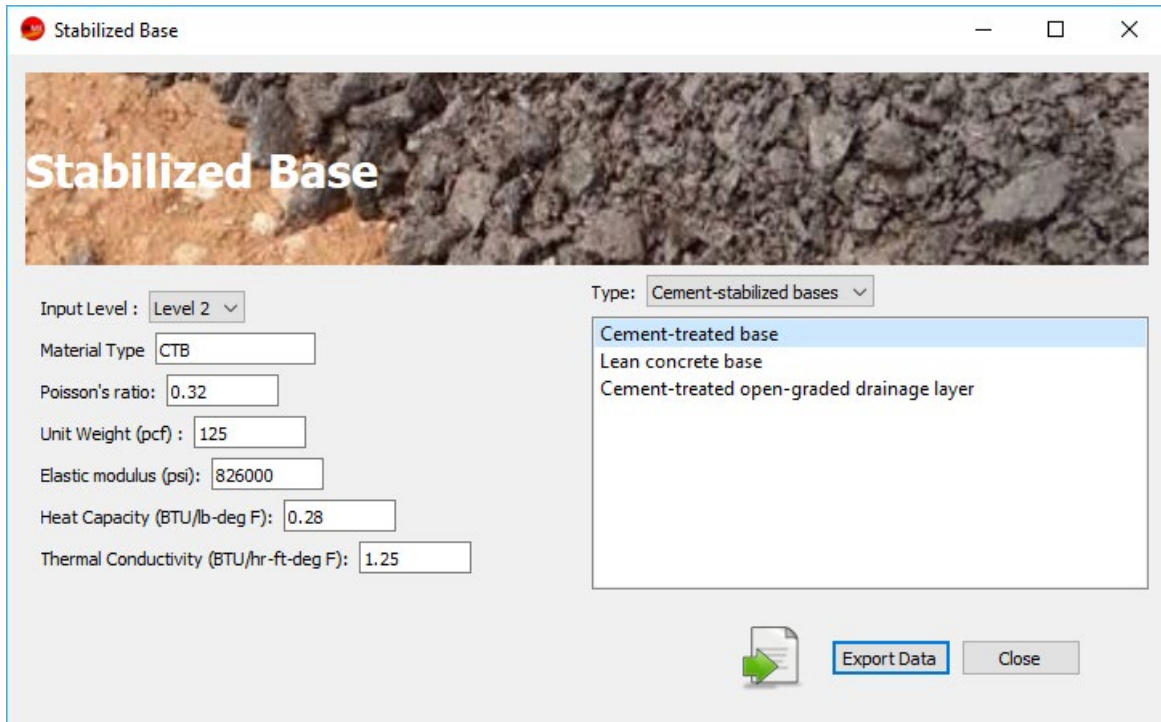 Stabilized Base
Stabilized Base
Input Level : Level 2
Material Type CTB
Poisson's ratio: 0.32
Unit Weight (pcf) : 125
Elastic modulus (psi): 826000
Heat Capacity (BTU/lb-deg F): 0.28
Thermal Conductivity (BTU/hr-ft-deg F): 1.25
Type: Cement-stabilized bases
Cement-treated base
Lean concrete base
Cement-treated open-graded drainage layer
Export Data
Close